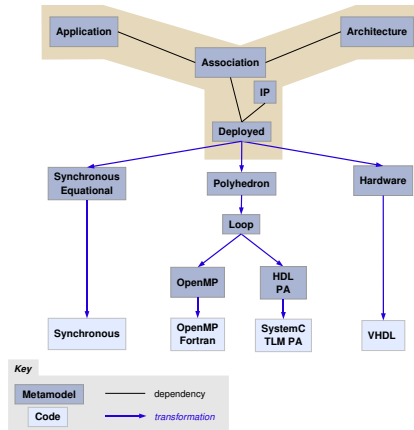 Application
Architecture
Association
IP
Deployed
Synchronous
Equational
Polyhedron
Hardware
Loop
OpenMP
HDL
PA
Synchronous
OpenMP
Fortran
SystemC
TLM PA
VHDL
Key
Metamodel
dependency
Code
transformation